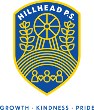 HILLHEAD P.S.
GROWTH · KINDNESS · PRIDE